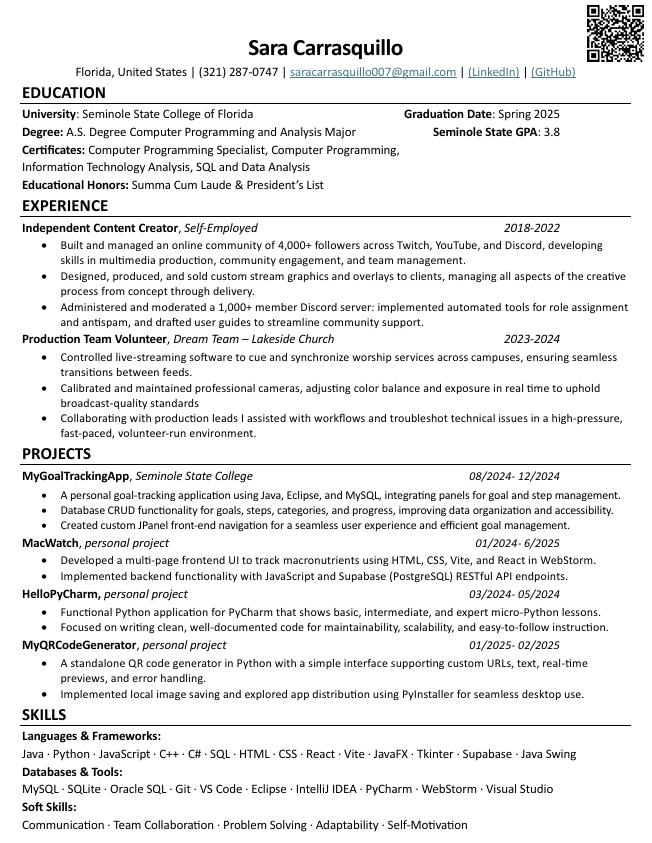 Sara Carrasquillo
Florida, United States | (321) 287-0747 | saracarrasquillo007@gmail.com | (LinkedIn) | (GitHub)
EDUCATION
University: Seminole State College of Florida Graduation Date: Spring 2025
Degree: A.S. Degree Computer Programming and Analysis Major Seminole State GPA: 3.8
Certificates: Computer Programming Specialist, Computer Programming,
Information Technology Analysis, SQL and Data Analysis
Educational Honors: Summa Cum Laude & President's List
EXPERIENCE
Independent Content Creator, Self-Employed 2018-2022
• Built and managed an online community of 4,000+ followers across Twitch, YouTube, and Discord, developing
skills in multimedia production, community engagement, and team management.
• Designed, produced, and sold custom stream graphics and overlays to clients, managing all aspects of the creative
process from concept through delivery.
• Administered and moderated a 1,000+ member Discord server: implemented automated tools for role assignment
and antispam, and drafted user guides to streamline community support.
Production Team Volunteer, Dream Team – Lakeside Church 2023-2024
• Controlled live-streaming software to cue and synchronize worship services across campuses, ensuring seamless
transitions between feeds.
• Calibrated and maintained professional cameras, adjusting color balance and exposure in real time to uphold
broadcast-quality standards
• Collaborating with production leads I assisted with workflows and troubleshot technical issues in a high-pressure,
fast-paced, volunteer-run environment.
PROJECTS
MyGoalTrackingApp, Seminole State College 08/2024- 12/2024
• A personal goal-tracking application using Java, Eclipse, and MySQL, integrating panels for goal and step management.
• Database CRUD functionality for goals, steps, categories, and progress, improving data organization and accessibility.
• Created custom JPanel front-end navigation for a seamless user experience and efficient goal management.
MacWatch, personal project 01/2024- 6/2025
• Developed a multi-page frontend UI to track macronutrients using HTML, CSS, Vite, and React in WebStorm.
• Implemented backend functionality with JavaScript and Supabase (PostgreSQL) RESTful API endpoints.
HelloPyCharm, personal project 03/2024- 05/2024
• Functional Python application for PyCharm that shows basic, intermediate, and expert micro-Python lessons.
• Focused on writing clean, well-documented code for maintainability, scalability, and easy-to-follow instruction.
MyQRCodeGenerator, personal project 01/2025- 02/2025
• A standalone QR code generator in Python with a simple interface supporting custom URLs, text, real-time
previews, and error handling.
• Implemented local image saving and explored app distribution using PyInstaller for seamless desktop use.
SKILLS
Languages & Frameworks:
Java · Python · JavaScript · C++ · C# · SQL · HTML · CSS · React · Vite · JavaFX · Tkinter · Supabase · Java Swing
Databases & Tools:
MySQL · SQLite · Oracle SQL · Git · VS Code · Eclipse · IntelliJ IDEA · PyCharm · WebStorm · Visual Studio
Soft Skills:
Communication · Team Collaboration · Problem Solving · Adaptability · Self-Motivation